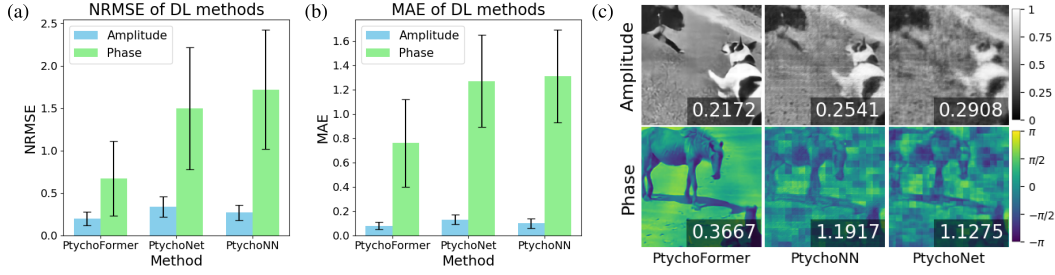 (a)
NRMSE of DL methods
2.5
2.0
1.5
1.0
0.5
0.0
NRMSE
Amplitude
Phase
PtychoFormer
PtychoNet
PtychoNN
Method
(b)
MAE of DL methods
1.6
1.4
1.2
1.0
0.8
0.6
0.4
0.2
0.0
MAE
Amplitude
Phase
PtychoFormer
PtychoNet
PtychoNN
Method
(c)
Amplitude
0.2172
0.2541
0.2908
1
0.75
0.5
0.25
0
Phase
0.3667
1.1917
1.1275
π
π/2
0
−π/2
−π
PtychoFormer
PtychoNN
PtychoNet